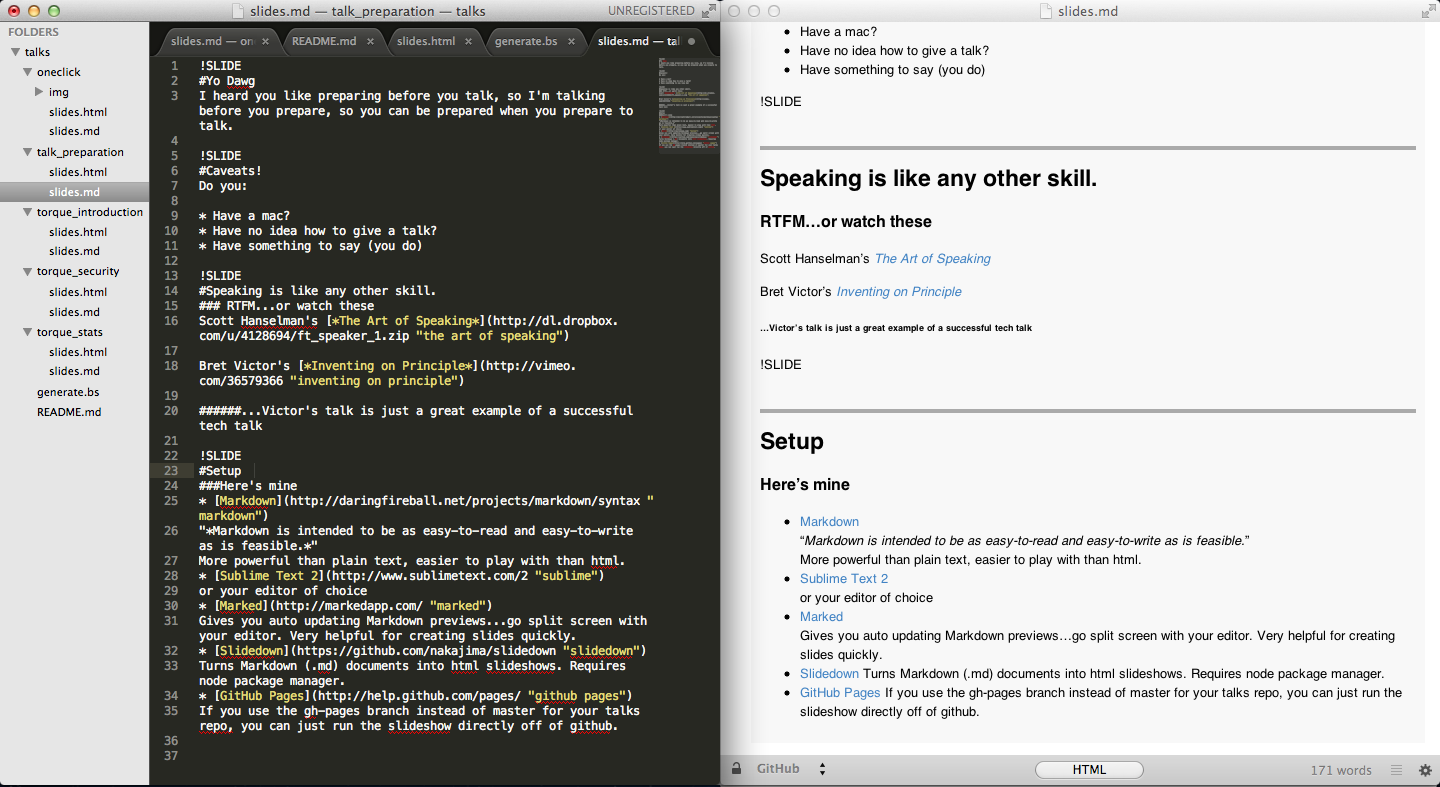 slides.md — talk_preparation — talks
UNREGISTERED
FOLDERS
talks
oneclick
img
slides.html
slides.md
talk_preparation
slides.html
slides.md
torque_introduction
slides.html
slides.md
torque_security
slides.html
slides.md
torque_stats
slides.html
slides.md
generate.bs
README.md
slides.md — on ×
README.md ×
slides.html ×
generate.bs ×
slides.md — tal
1 !SLIDE
2 #Yo Dawg
3 I heard you like preparing before you talk, so I'm talking
before you prepare, so you can be prepared when you prepare to
talk.
4
5 !SLIDE
6 #Caveats!
7 Do you:
8
9 * Have a mac?
10 * Have no idea how to give a talk?
11 * Have something to say (you do)
12
13 !SLIDE
14 #Speaking is like any other skill.
15 ### RTFM...or watch these
16 Scott Hanselman's [*The Art of Speaking*](http://dl.dropbox.
com/u/4128694/ft_speaker_1.zip "the art of speaking")
17
18 Bret Victor's [*Inventing on Principle*](http://vimeo.
com/36579366 "inventing on principle")
19
20 ######...Victor's talk is just a great example of a successful
tech talk
21
22 !SLIDE
23 #Setup
24 ###Here's mine
25 * [Markdown](http://daringfireball.net/projects/markdown/syntax "
markdown")
26 "*Markdown is intended to be as easy-to-read and easy-to-write
as is feasible.*"
27 More powerful than plain text, easier to play with than html.
28 * [Sublime Text 2](http://www.sublimetext.com/2 "sublime")
29 or your editor of choice
30 * [Marked](http://markedapp.com/ "marked")
31 Gives you auto updating Markdown previews...go split screen with
your editor. Very helpful for creating slides quickly.
32 * [Slidedown](https://github.com/nakajima/slidedown "slidedown")
33 Turns Markdown (.md) documents into html slideshows. Requires
node package manager.
34 * [GitHub Pages](http://help.github.com/pages/ "github pages")
35 If you use the gh-pages branch instead of master for your talks
repo, you can just run the slideshow directly off of github.
36
37
slides.md
• Have a mac?
• Have no idea how to give a talk?
• Have something to say (you do)
!SLIDE
Speaking is like any other skill.
RTFM…or watch these
Scott Hanselman’s The Art of Speaking
Bret Victor’s Inventing on Principle
…Victor’s talk is just a great example of a successful tech talk
!SLIDE
Setup
Here’s mine
• Markdown
“Markdown is intended to be as easy-to-read and easy-to-write as is feasible.”
More powerful than plain text, easier to play with than html.
• Sublime Text 2
or your editor of choice
• Marked
Gives you auto updating Markdown previews…go split screen with your editor. Very helpful for creating
slides quickly.
• Slidedown Turns Markdown (.md) documents into html slideshows. Requires node package manager.
• GitHub Pages If you use the gh-pages branch instead of master for your talks repo, you can just run the
slideshow directly off of github.
GitHub
HTML
171 words